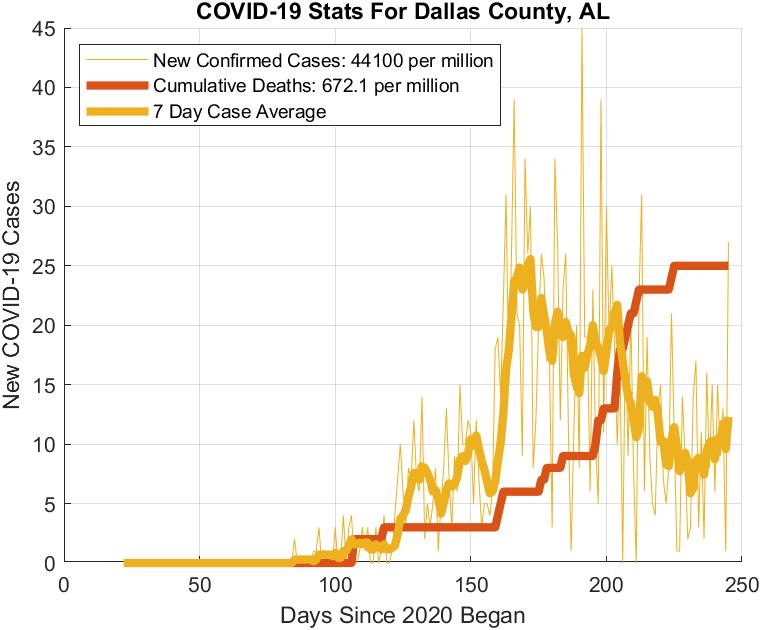 COVID-19 Stats For Dallas County, AL
New Confirmed Cases: 44100 per million
Cumulative Deaths: 672.1 per million
7 Day Case Average
New COVID-19 Cases
45
40
35
30
25
20
15
10
5
0
0 50 100 150 200 250
Days Since 2020 Began